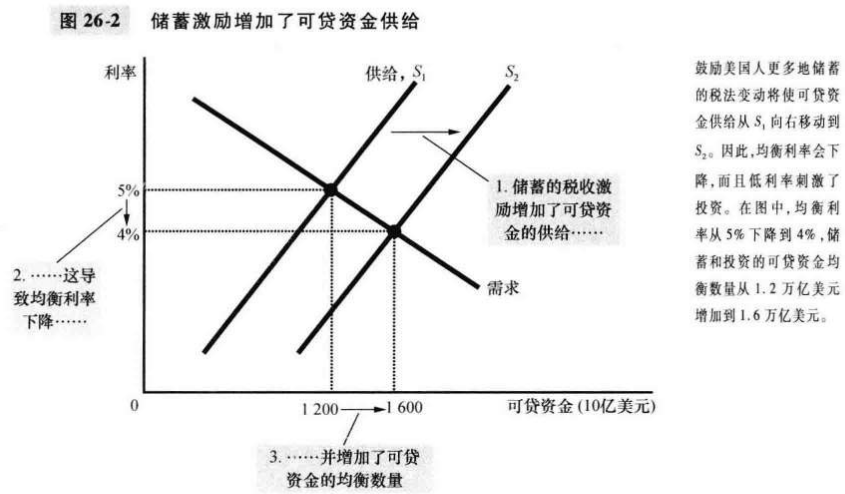 图 26-2 储蓄激励增加了可贷资金供给
利率
供给，S₁
S₂
5%
4%
1. 储蓄的税收激
励增加了可贷资
金的供给……
2. ……这导
致均衡利率
下降……
需求
0
1 200
1 600
可贷资金 (10亿美元)
3. ……并增加了可贷
资金的均衡数量
鼓励美国人更多地储蓄
的税法变动将使可贷资
金供给从 S₁ 向右移动到
S₂。因此,均衡利率会下
降,而且低利率刺激了
投资。在图中,均衡利
率从 5% 下降到 4%,储
蓄和投资的可贷资金均
衡数量从 1.2 万亿美元
增加到 1.6 万亿美元。